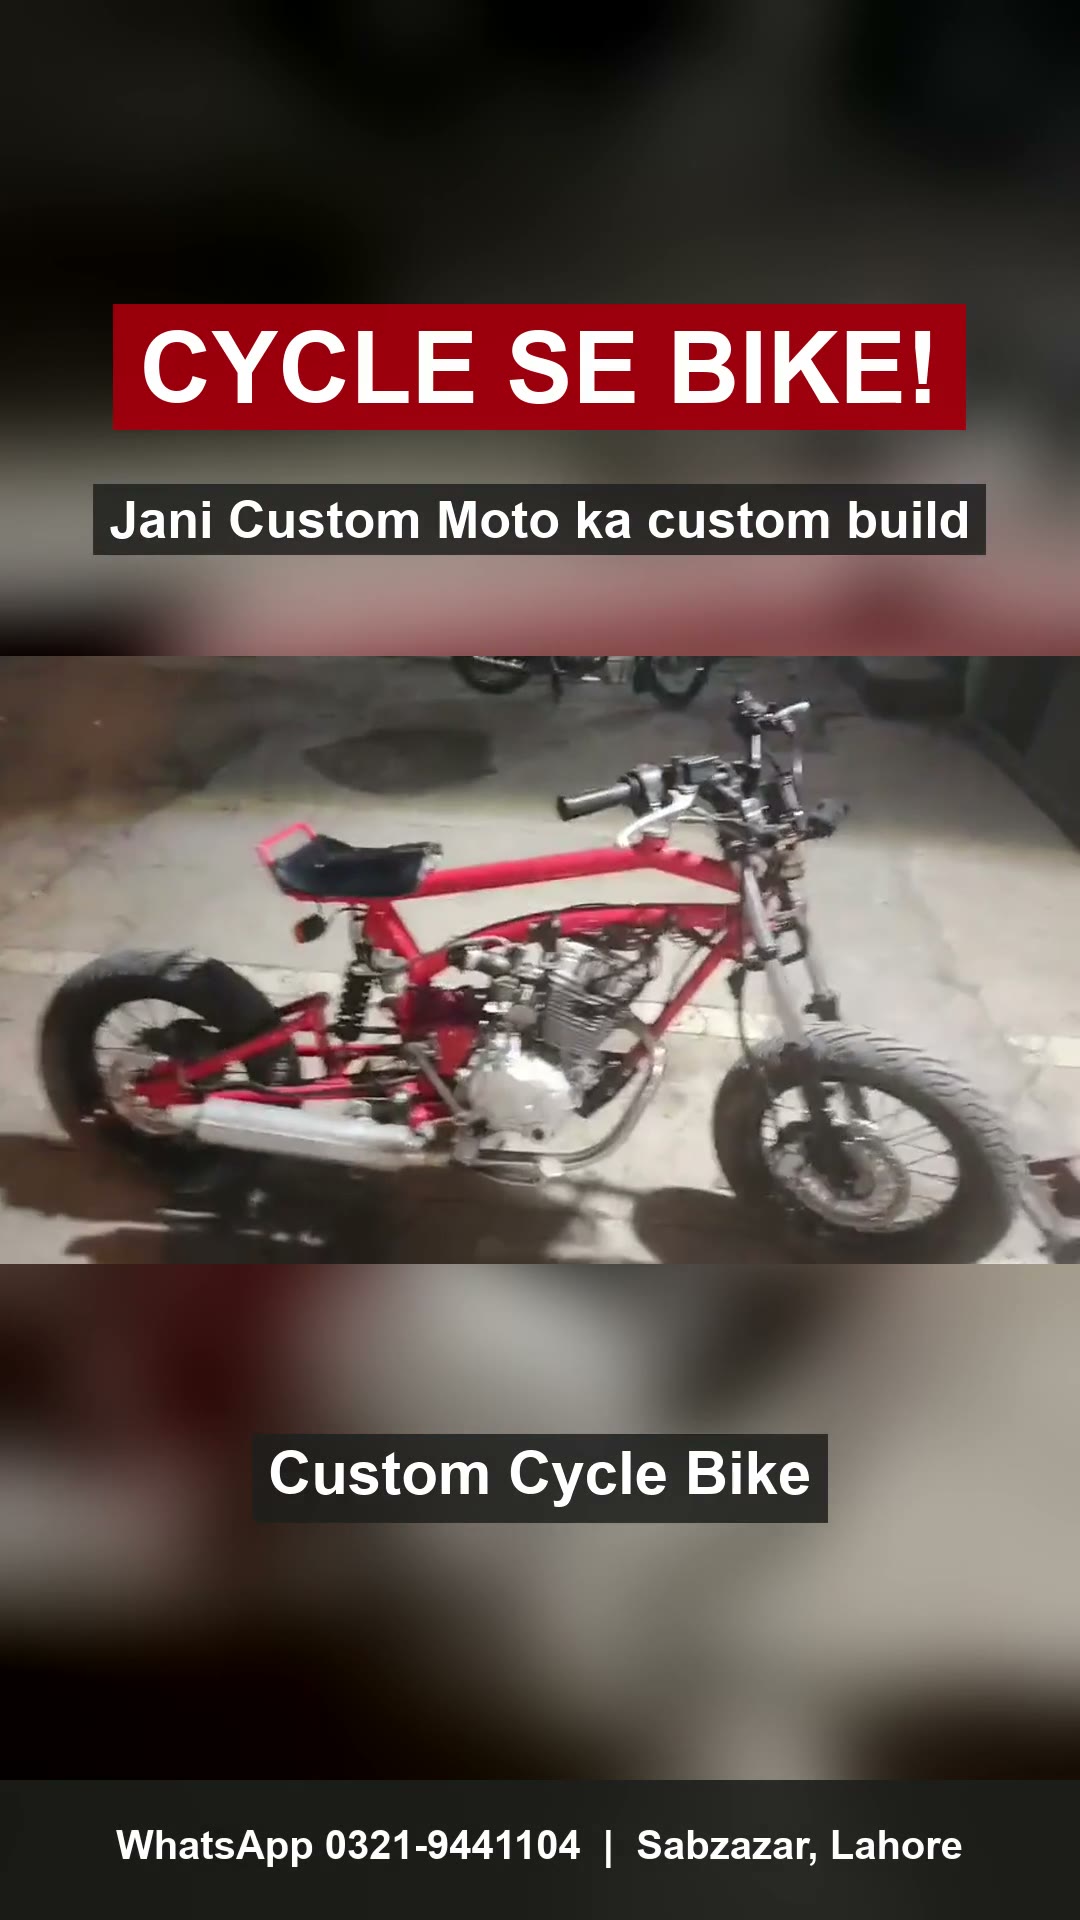 CYCLE SE BIKE!
Jani Custom Moto ka custom build
Custom Cycle Bike
WhatsApp 0321-9441104 | Sabzazar, Lahore